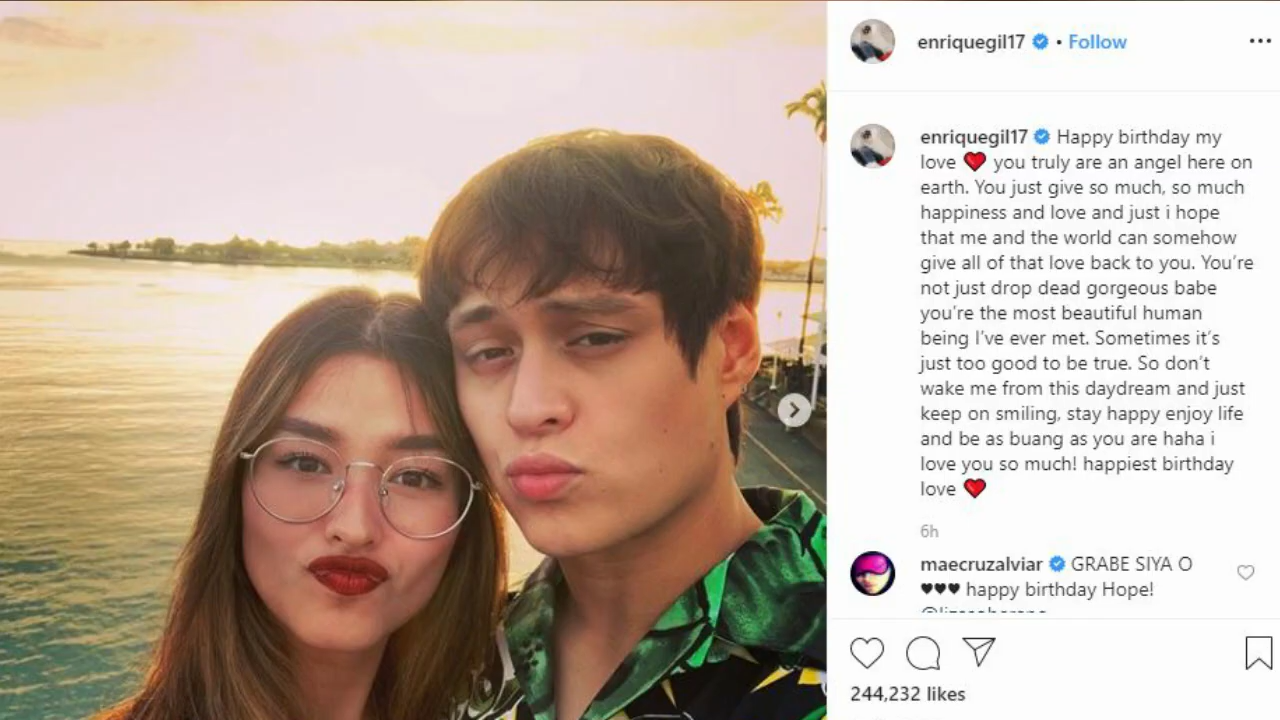 enriquegil17 • Follow
enriquegil17 Happy birthday my
love ❤️ you truly are an angel here on
earth. You just give so much, so much
happiness and love and just i hope
that me and the world can somehow
give all of that love back to you. You're
not just drop dead gorgeous babe
you're the most beautiful human
being I've ever met. Sometimes it's
just too good to be true. So don't
wake me from this daydream and just
keep on smiling, stay happy enjoy life
and be as buang as you are haha i
love you so much! happiest birthday
love ❤️
6h
maecruzalviar GRABE SIYA O
♥♥♥ happy birthday Hope!
244,232 likes